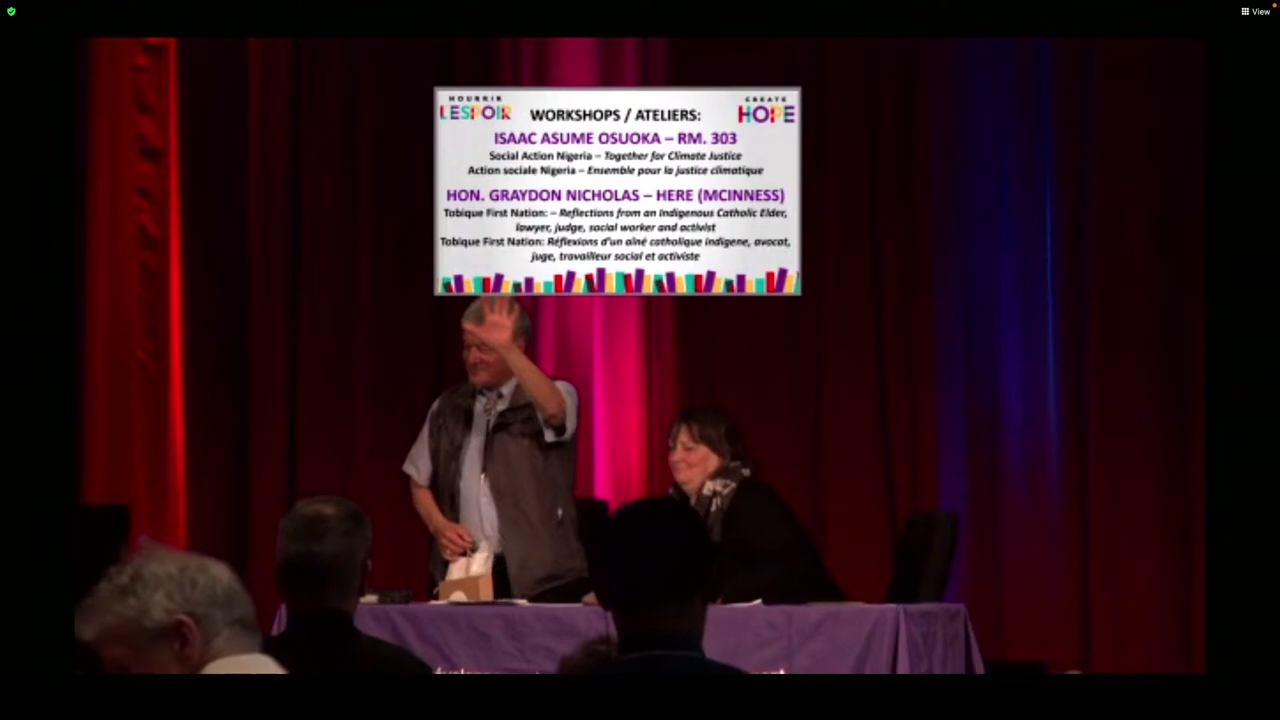 View
NOURRIR
L'ESPOIR
WORKSHOPS / ATELIERS:
CREATE
HOPE
ISAAC ASUME OSUOKA – RM. 303
Social Action Nigeria – Together for Climate Justice
Action sociale Nigeria – Ensemble pour la justice climatique
HON. GRAYDON NICHOLAS – HERE (MCINNESS)
Tobique First Nation: – Reflections from an Indigenous Catholic Elder,
lawyer, judge, social worker and activist
Tobique First Nation: Réflexions d'un aîné catholique indigène, avocat,
juge, travailleur social et activiste